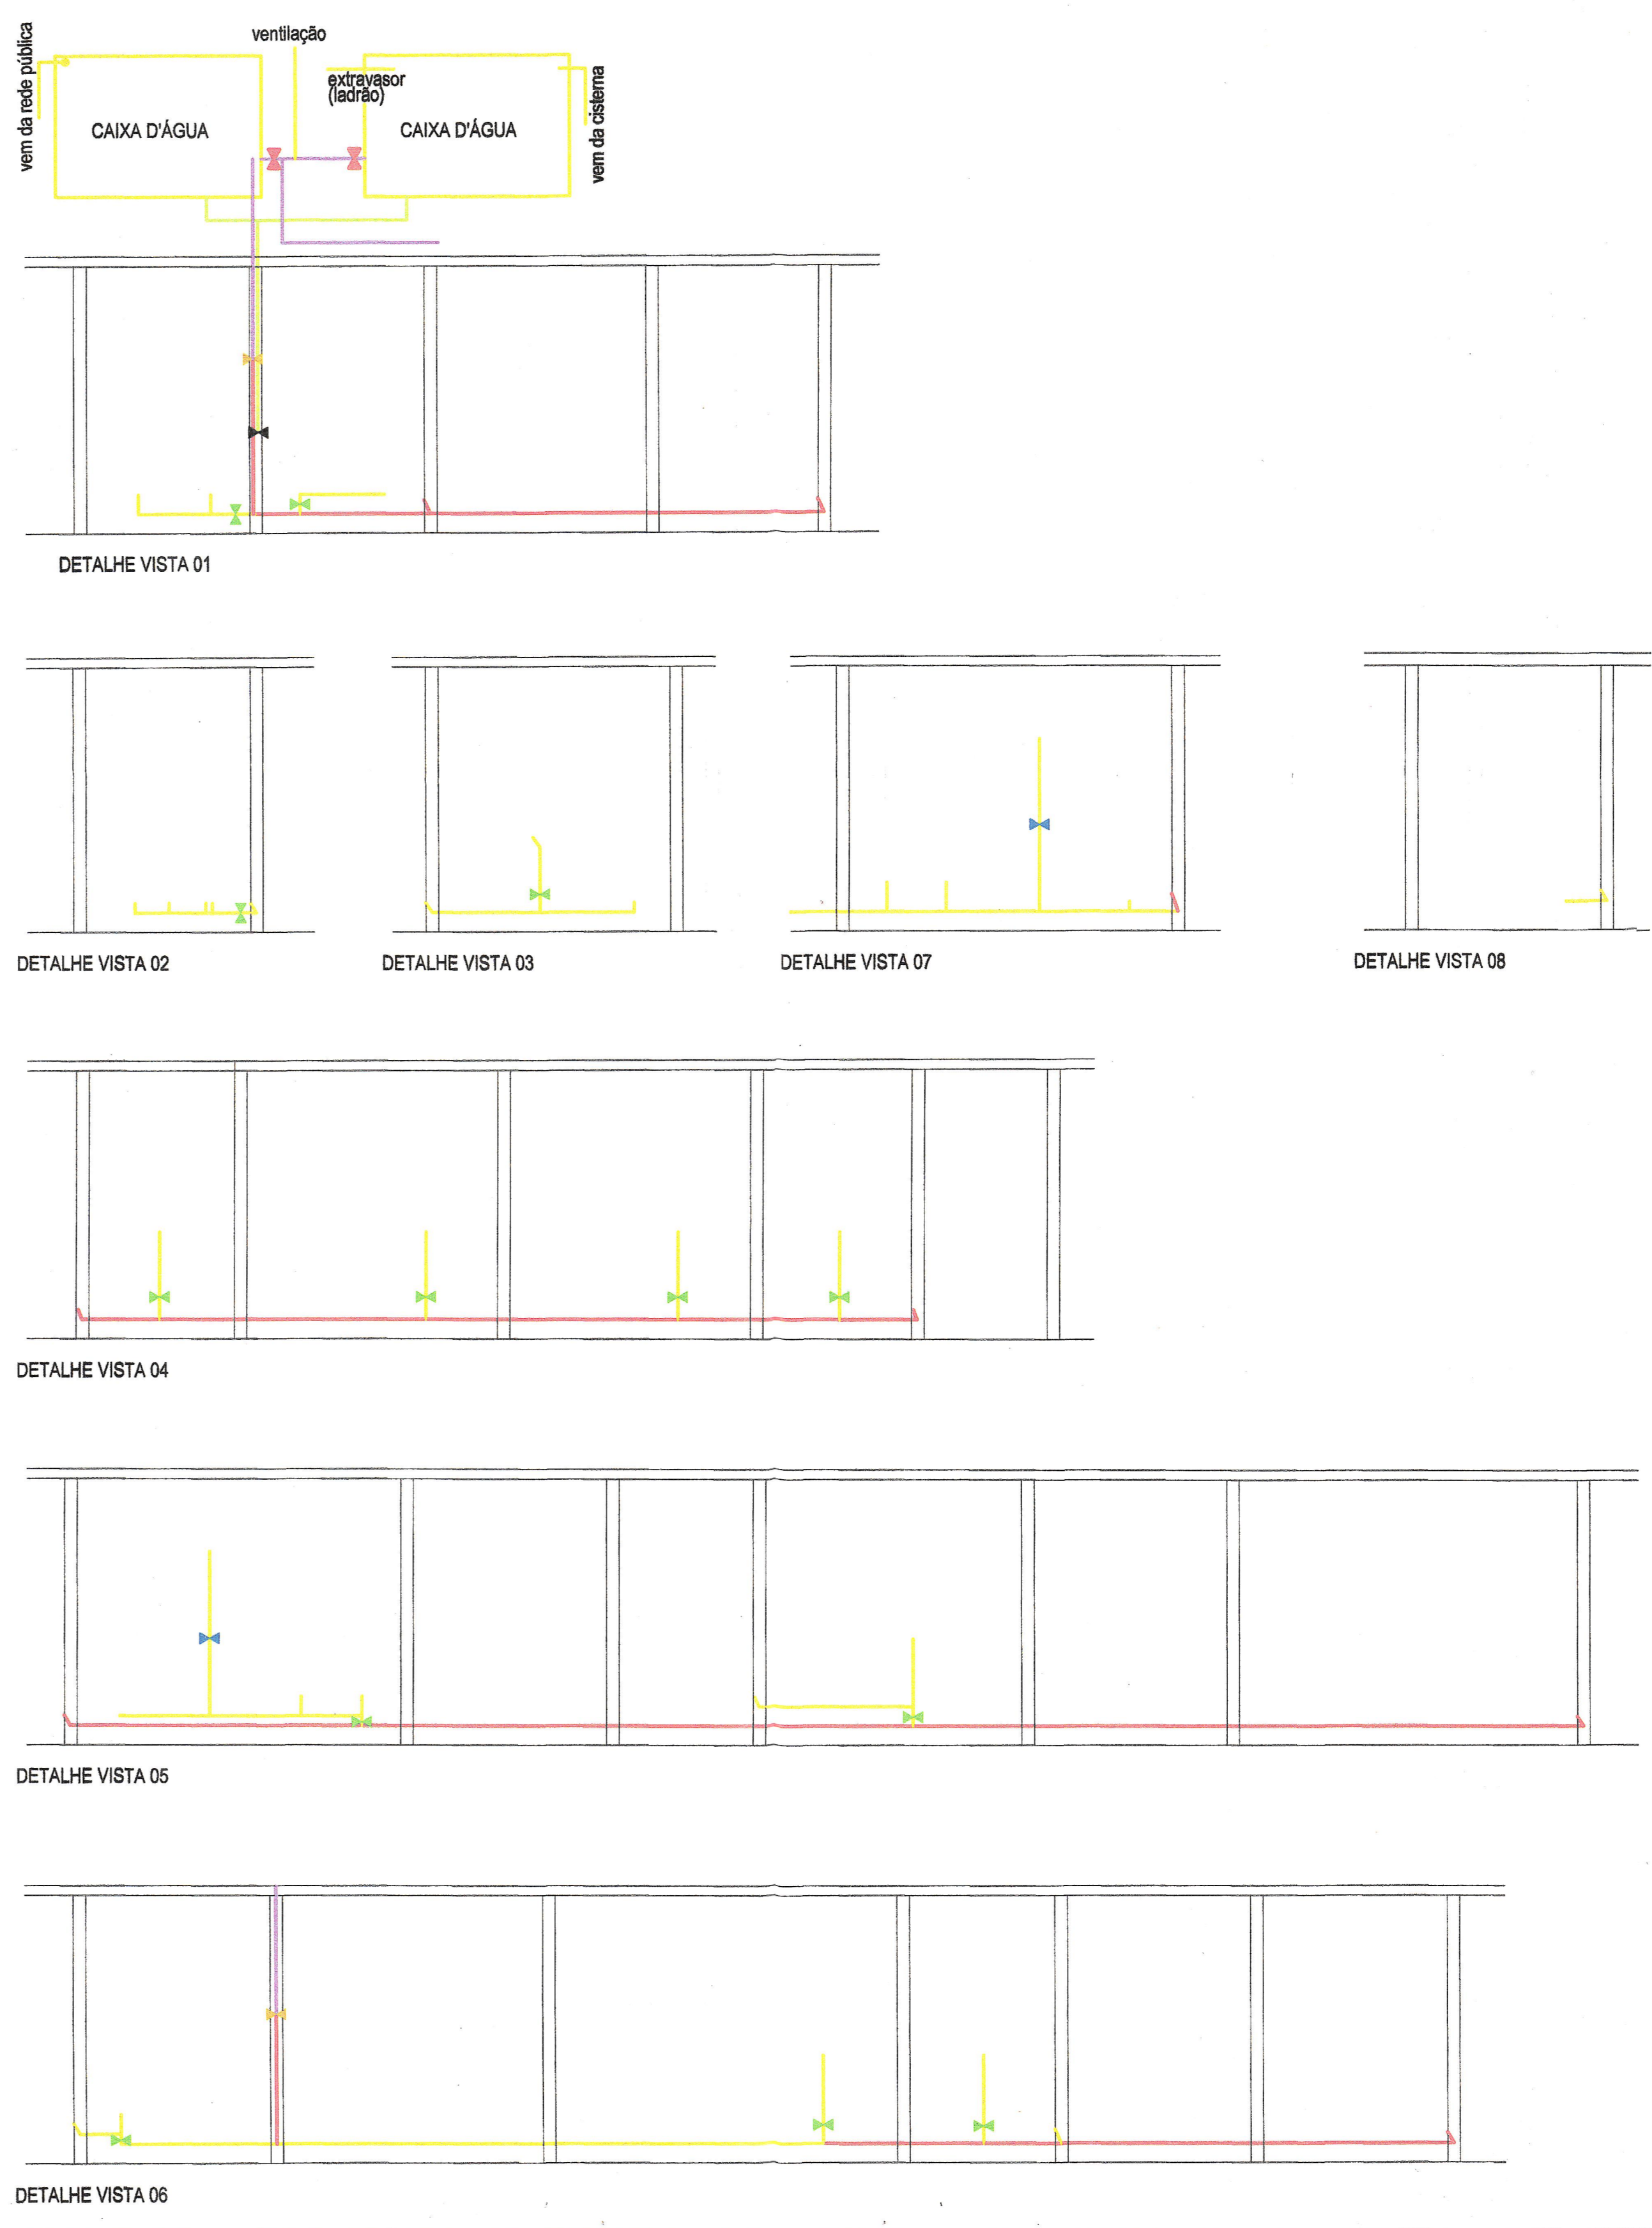 vem da rede pública
ventilação
extravasor
(ladrão)
vem da cisterna
CAIXA D'ÁGUA
CAIXA D'ÁGUA
DETALHE VISTA 01
DETALHE VISTA 02
DETALHE VISTA 03
DETALHE VISTA 07
DETALHE VISTA 08
DETALHE VISTA 04
DETALHE VISTA 05
DETALHE VISTA 06